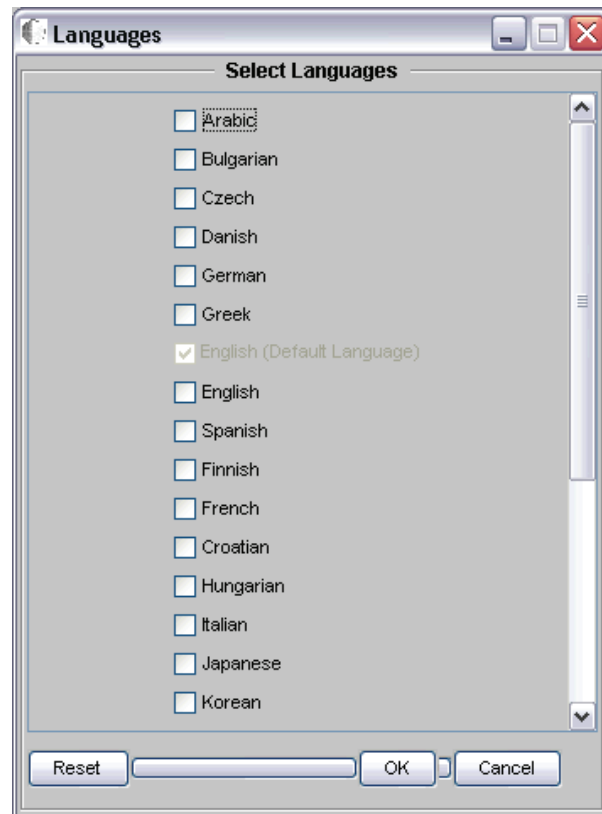 Languages
Select Languages
Arabic
Bulgarian
Czech
Danish
German
Greek
English (Default Language)
English
Spanish
Finnish
French
Croatian
Hungarian
Italian
Japanese
Korean
Reset OK Cancel